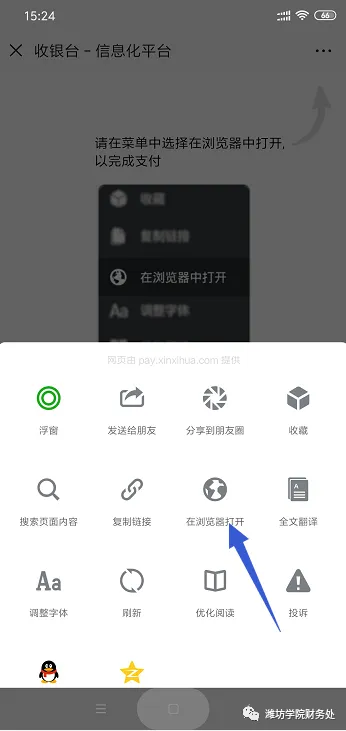 15:24
66
收银台 - 信息化平台
请在菜单中选择在浏览器中打开,
以完成支付
收藏
复制链接
在浏览器中打开
Aa 调整字体
网页由 pay.xinxihua.com 提供
浮窗
发送给朋友
分享到朋友圈
收藏
搜索页面内容
复制链接
在浏览器打开
全文翻译
Aa
调整字体
刷新
优化阅读
投诉
潍坊学院财务处